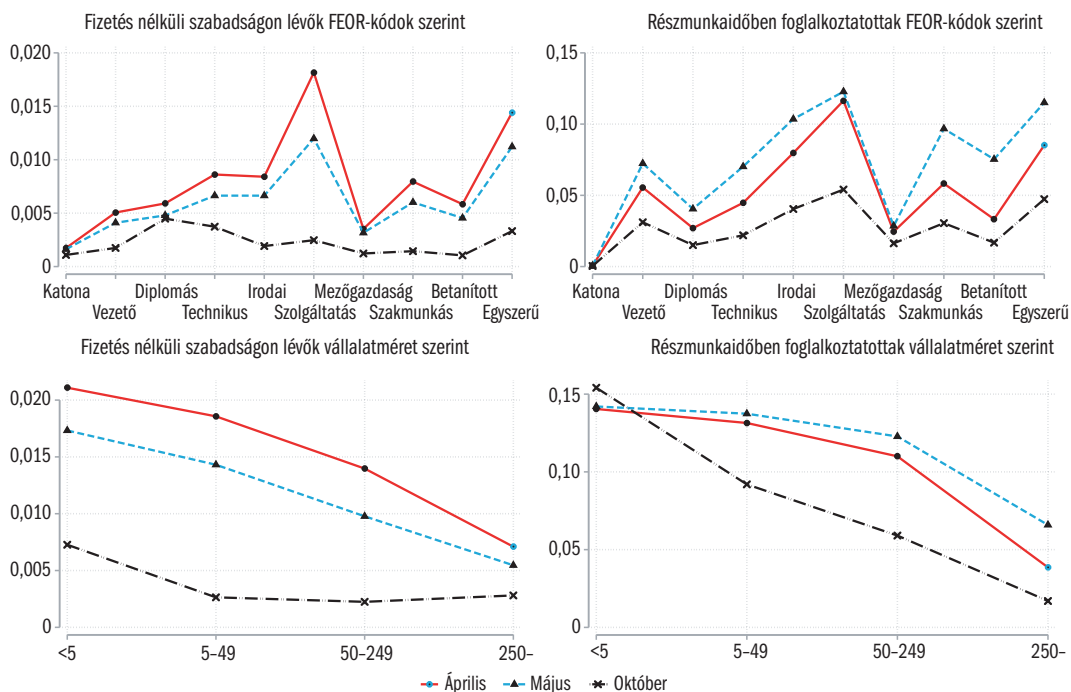 Fizetés nélküli szabadságon lévők FEOR-kódok szerint
0,020
0,015
0,010
0,005
0
Katona
Vezető
Diplomás
Technikus
Irodai
Szolgáltatás
Mezőgazdaság
Szakmunkás
Betanított
Egyszerű
Részmunkaidőben foglalkoztatottak FEOR-kódok szerint
0,15
0,10
0,05
0
Katona
Vezető
Diplomás
Technikus
Irodai
Szolgáltatás
Mezőgazdaság
Szakmunkás
Betanított
Egyszerű
Fizetés nélküli szabadságon lévők vállalatméret szerint
0,020
0,015
0,010
0,005
0
<5
5–49
50–249
250–
Részmunkaidőben foglalkoztatottak vállalatméret szerint
0,15
0,10
0,05
0
<5
5–49
50–249
250–
Április
Május
Október